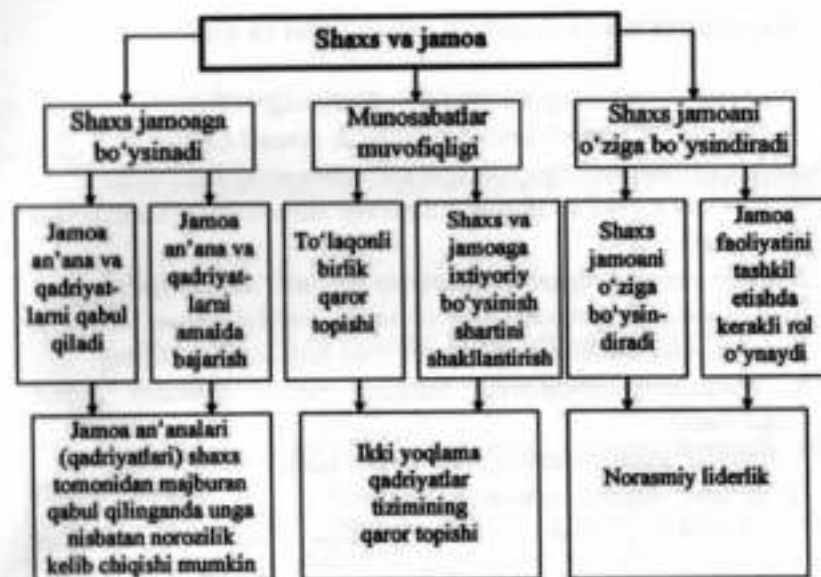 Shaxs va jamoa
Shaxs jamoaga
bo‘ysinadi
Munosabatlar
muvofiqligi
Shaxs jamoani
o‘ziga bo‘ysindiradi
Jamoa
an’ana va
qadriyat-
larni qabul
qiladi
Jamoa
an’ana va
qadriyat-
larni
amalda
bajarish
To‘laqonli
birlik
qaror
topishi
Shaxs va
jamoaga
ixtiyoriy
bo‘ysinish
shartini
shakllantirish
Shaxs
jamoani
o‘ziga
bo‘ysin-
diradi
Jamoa
faoliyatini
tashkil
etishda
kerakli rol
o‘ynaydi
Jamoa an’analari
(qadriyatlari) shaxs
tomonidan majburan
qabul qilinganda unga
nisbatan norozilik
kelib chiqishi mumkin
Ikki yoqlama
qadriyatlar
tizimining
qaror topishi
Norasmiy liderlik